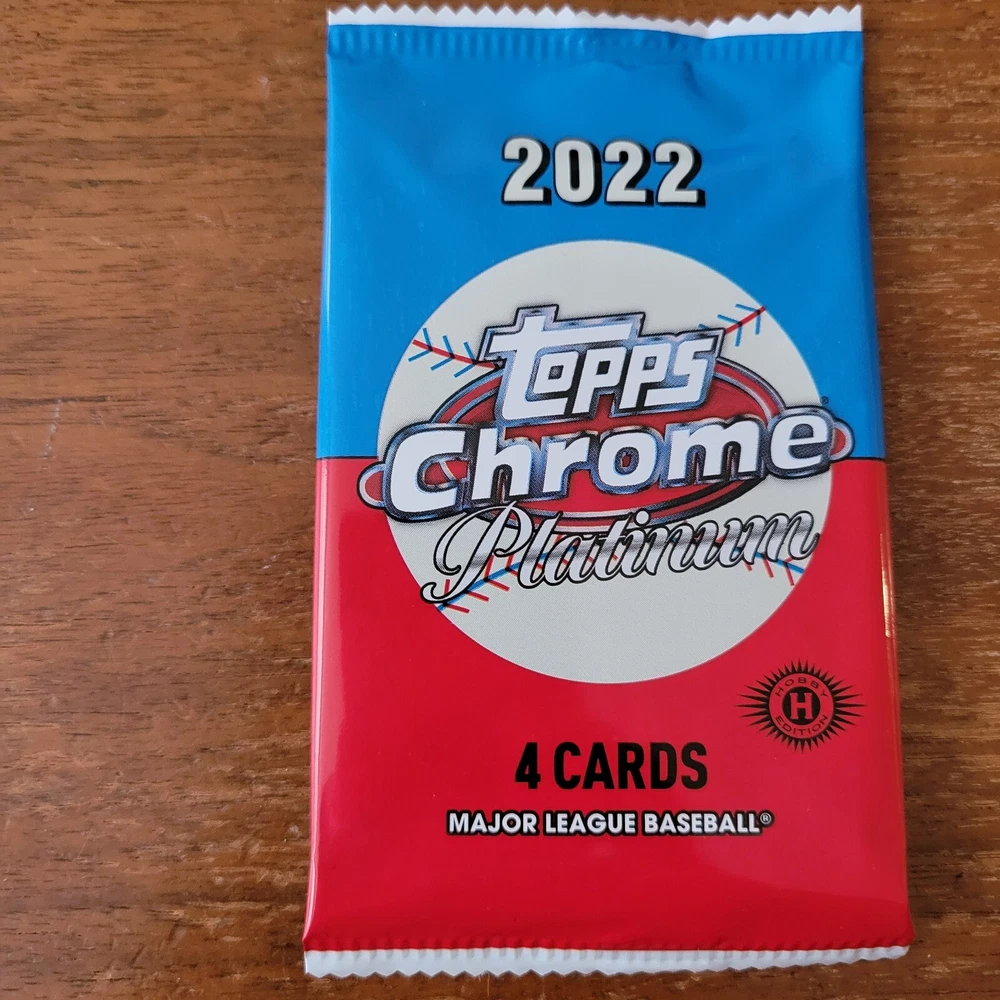 2022
topps
Chrome®
Platinum
HOBBY
H
EDITION
4 CARDS
MAJOR LEAGUE BASEBALL®